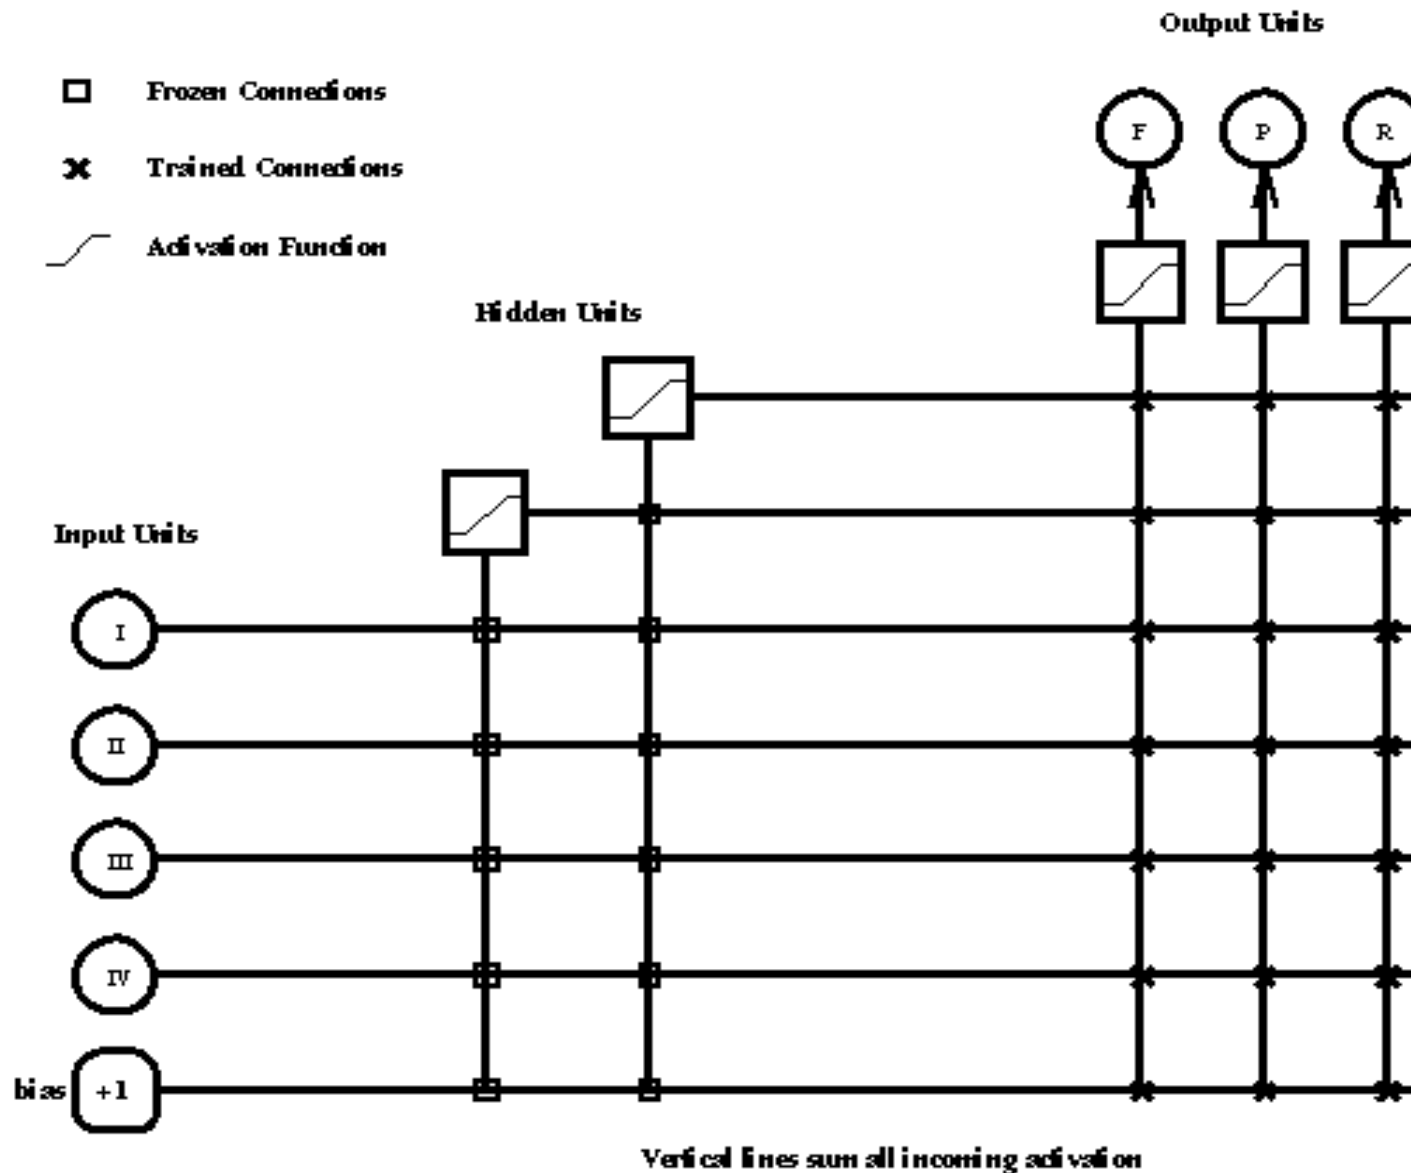 Output Units
Frozen Connections
F P R
Trained Connections
Activation Function
Hidden Units
Input Units
I
II
III
IV
bias +1
Vertical lines sum all incoming activation